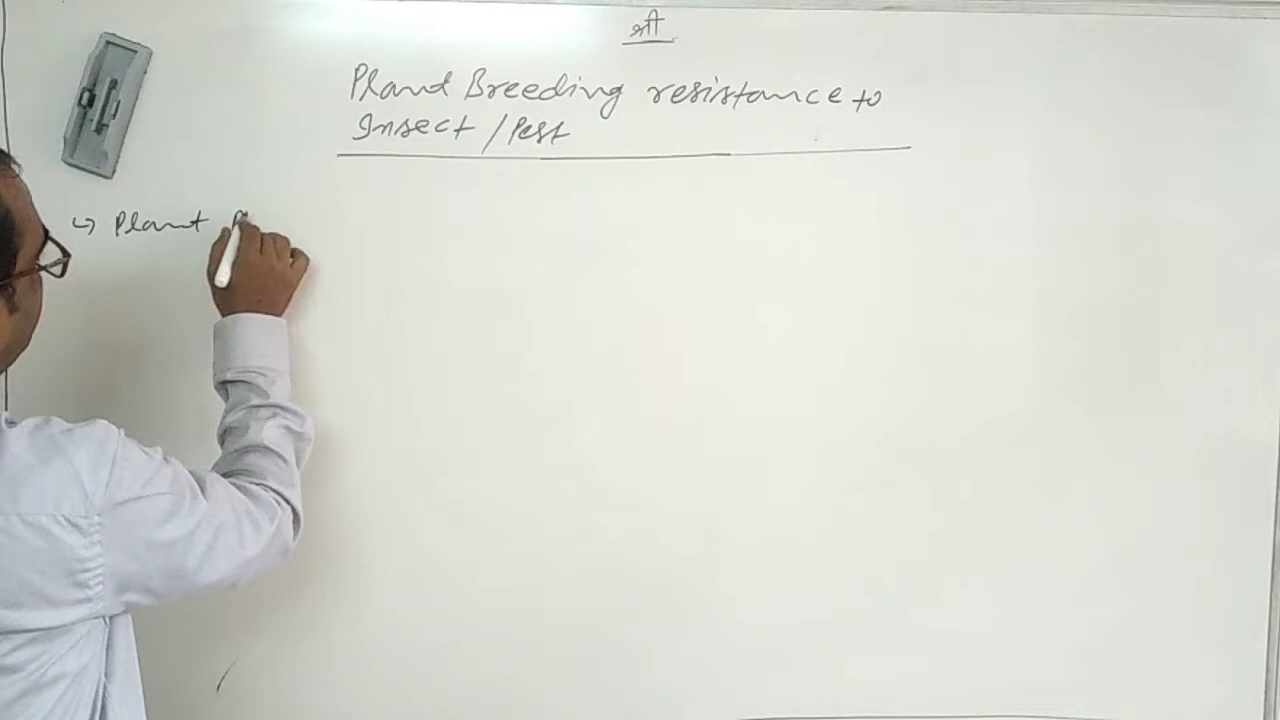 श्री
Plant Breeding resistance to
Insect / Pest
↳ Plant